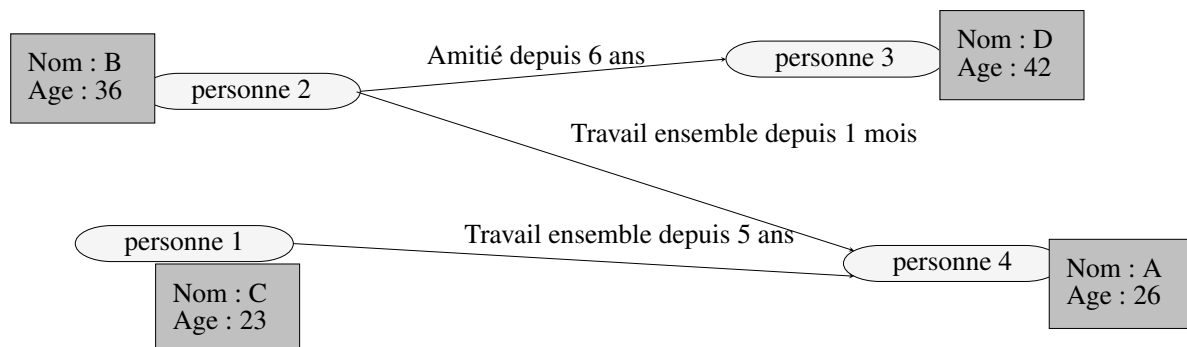 Nom : B
Age : 36
personne 2
Amitié depuis 6 ans
personne 3
Nom : D
Age : 42
Travail ensemble depuis 1 mois
personne 1
Nom : C
Age : 23
Travail ensemble depuis 5 ans
personne 4
Nom : A
Age : 26